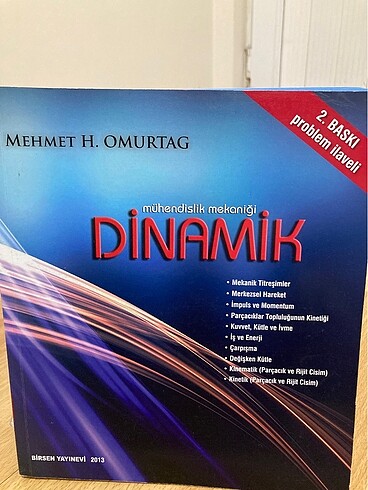 2. BASKI
problem ilaveli
MEHMET H. OMURTAG
mühendislik mekaniği
DİNAMİK
• Mekanik Titreşimler
• Merkezsel Hareket
• İmpuls ve Momentum
• Parçacıklar Topluluğunun Kinetiği
• Kuvvet, Kütle ve İvme
• İş ve Enerji
• Çarpışma
• Değişken Kütle
• Kinematik (Parçacık ve Rijit Cisim)
• Kinetik (Parçacık ve Rijit Cisim)
BİRSEN YAYINEVİ 2013